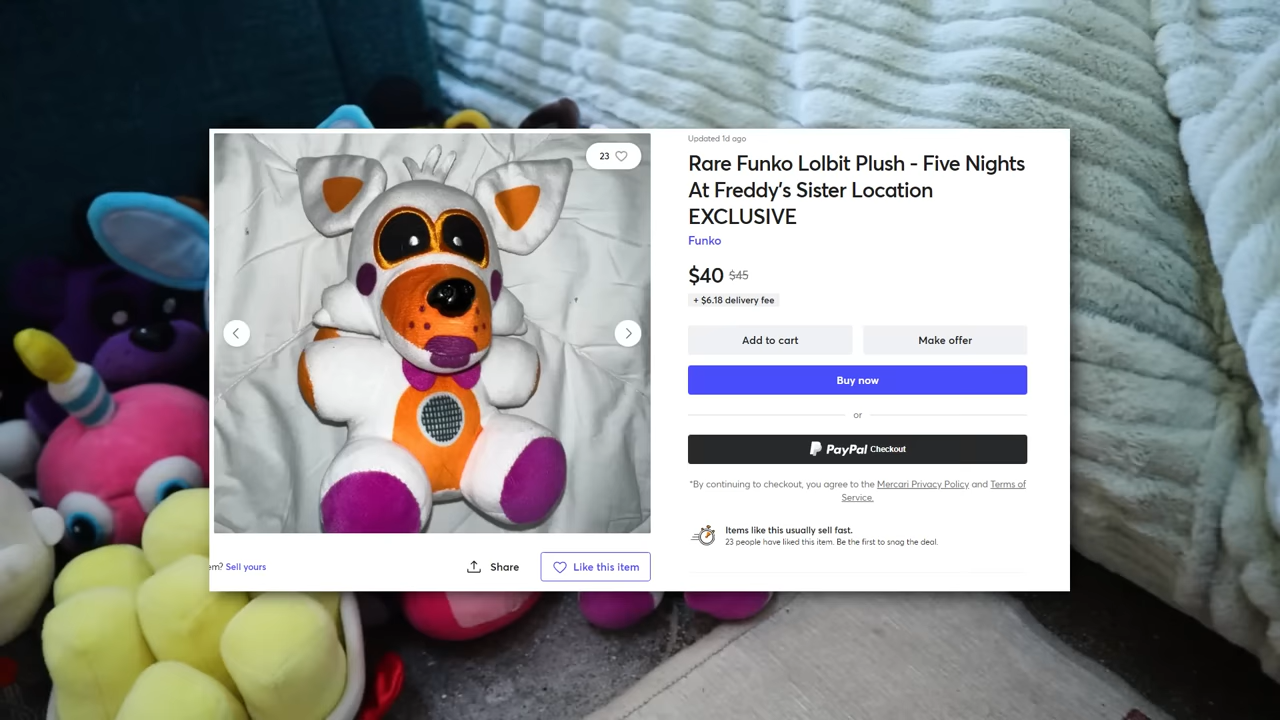 Updated 1d ago
23
Rare Funko Lolbit Plush - Five Nights
At Freddy's Sister Location
EXCLUSIVE
Funko
$40 $45
+ $6.18 delivery fee
Add to cart
Make offer
Buy now
or
PayPal Checkout
*By continuing to checkout, you agree to the Mercari Privacy Policy and Terms of
Service.
Items like this usually sell fast.
23 people have liked this item. Be the first to snag the deal.
em? Sell yours
Share
Like this item